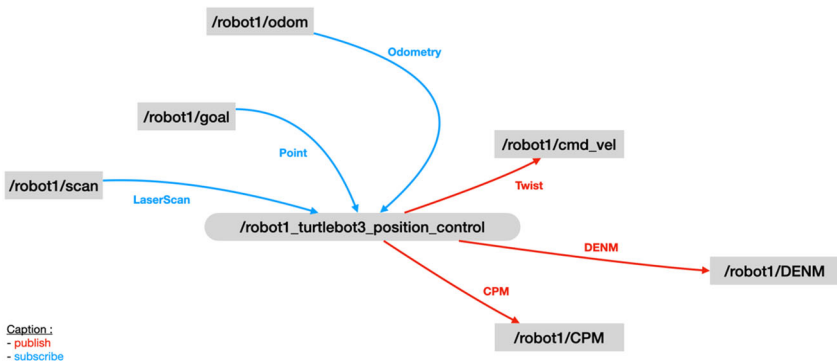 /robot1/odom
Odometry
/robot1/goal
/robot1/cmd_vel
Point
/robot1/scan
Twist
LaserScan
/robot1_turtlebot3_position_control
DENM
/robot1/DENM
CPM
/robot1/CPM
Caption :
- publish
- subscribe